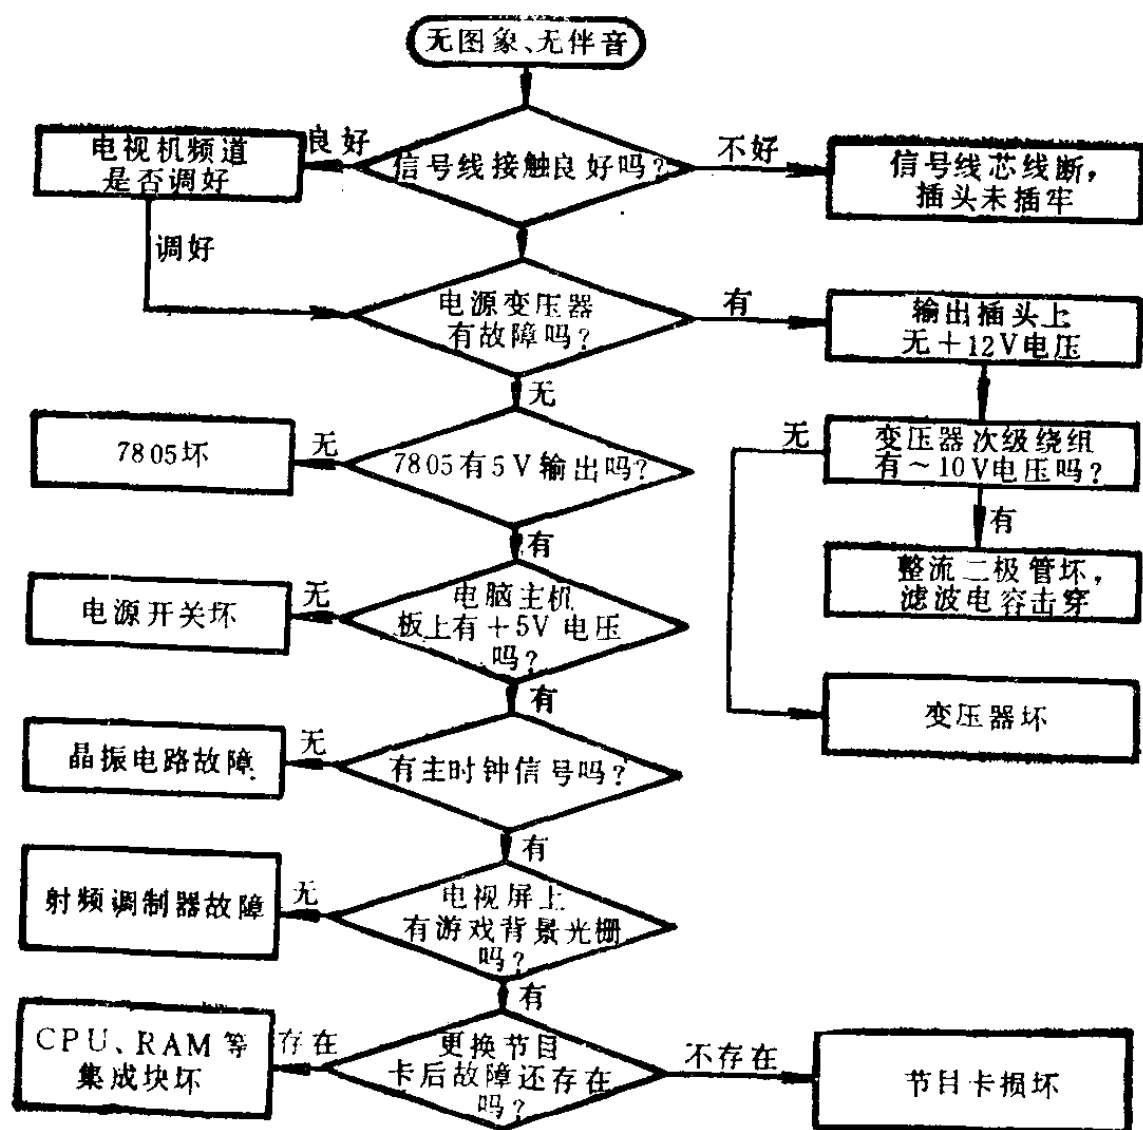 无图象、无伴音
良好
不好
电视机频道
是否调好
信号线接触良好吗?
信号线芯线断,
插头未插牢
调好
电源变压器
有故障吗?
有
输出插头上
无+12V电压
无
7805坏
无
7805有5V输出吗?
无
变压器次级绕组
有~10V电压吗?
有
有
整流二极管坏,
滤波电容击穿
电源开关坏
无
电脑主机
板上有+5V电压
吗?
有
变压器坏
晶振电路故障
无
有主时钟信号吗?
有
射频调制器故障
无
电视屏上
有游戏背景光栅
吗?
有
CPU、RAM等
集成块坏
存在
更换节目
卡后故障还存在
吗?
不存在
节目卡损坏